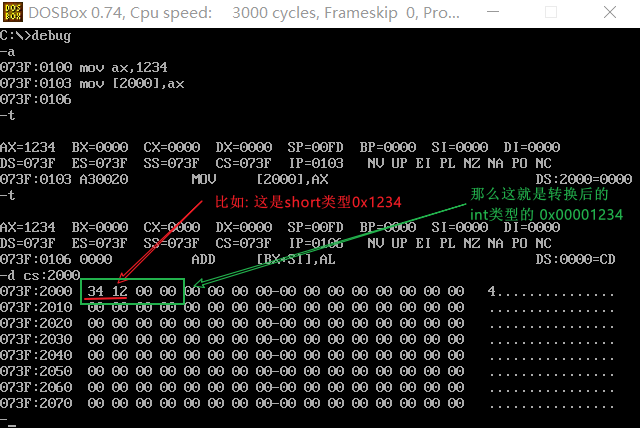 DOSBox 0.74, Cpu speed: 3000 cycles, Frameskip 0, Pro...
C:\>debug
-a
073F:0100 mov ax,1234
073F:0103 mov [2000],ax
073F:0106
-t
AX=1234 BX=0000 CX=0000 DX=0000 SP=00FD BP=0000 SI=0000 DI=0000
DS=073F ES=073F SS=073F CS=073F IP=0103 NV UP EI PL NZ NA PO NC
073F:0103 A30020 MOV [2000],AX DS:2000=0000
-t
比如: 这是short类型0x1234
那么这就是转换后的
int类型的 0x00001234
AX=1234 BX=0000 CX=0000 DX=0000 SP=00FD BP=0000 SI=0000 DI=0000
DS=073F ES=073F SS=073F CS=073F IP=0106 NV UP EI PL NZ NA PO NC
073F:0106 0000 ADD [BX+SI],AL DS:0000=CD
-d cs:2000
073F:2000 34 12 00 00 00 00 00 00-00 00 00 00 00 00 00 00 4...............
073F:2010 00 00 00 00 00 00 00 00-00 00 00 00 00 00 00 00 ................
073F:2020 00 00 00 00 00 00 00 00-00 00 00 00 00 00 00 00 ................
073F:2030 00 00 00 00 00 00 00 00-00 00 00 00 00 00 00 00 ................
073F:2040 00 00 00 00 00 00 00 00-00 00 00 00 00 00 00 00 ................
073F:2050 00 00 00 00 00 00 00 00-00 00 00 00 00 00 00 00 ................
073F:2060 00 00 00 00 00 00 00 00-00 00 00 00 00 00 00 00 ................
073F:2070 00 00 00 00 00 00 00 00-00 00 00 00 00 00 00 00 ................
-